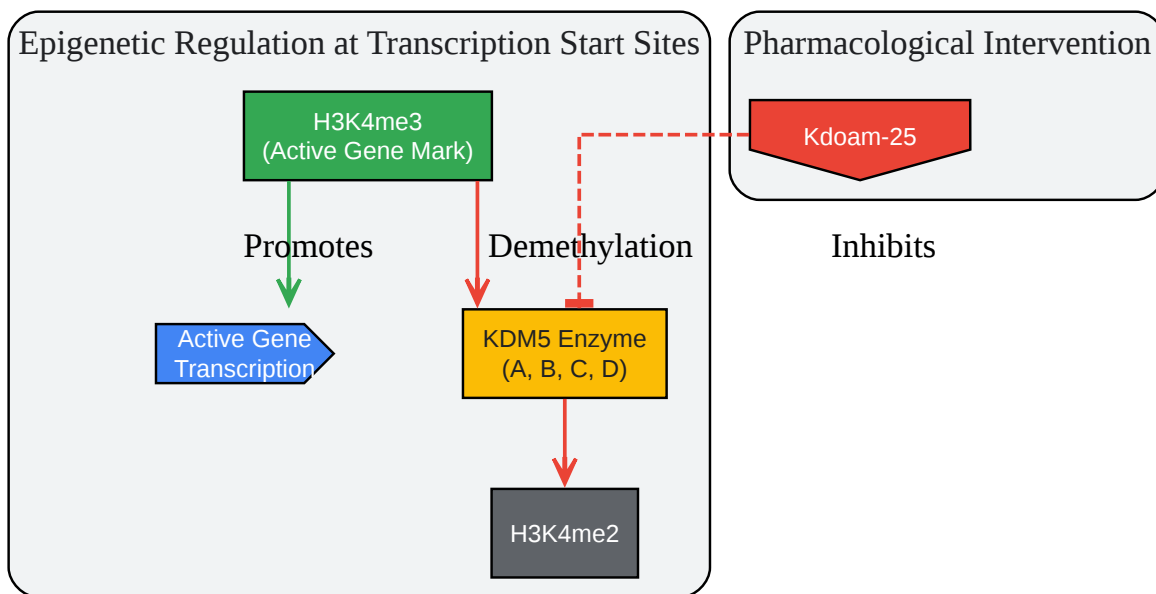 Epigenetic Regulation at Transcription Start Sites
Pharmacological Intervention
H3K4me3
(Active Gene Mark)
Kdoam-25
Promotes
Demethylation
Inhibits
Active Gene
Transcription
KDM5 Enzyme
(A, B, C, D)
H3K4me2